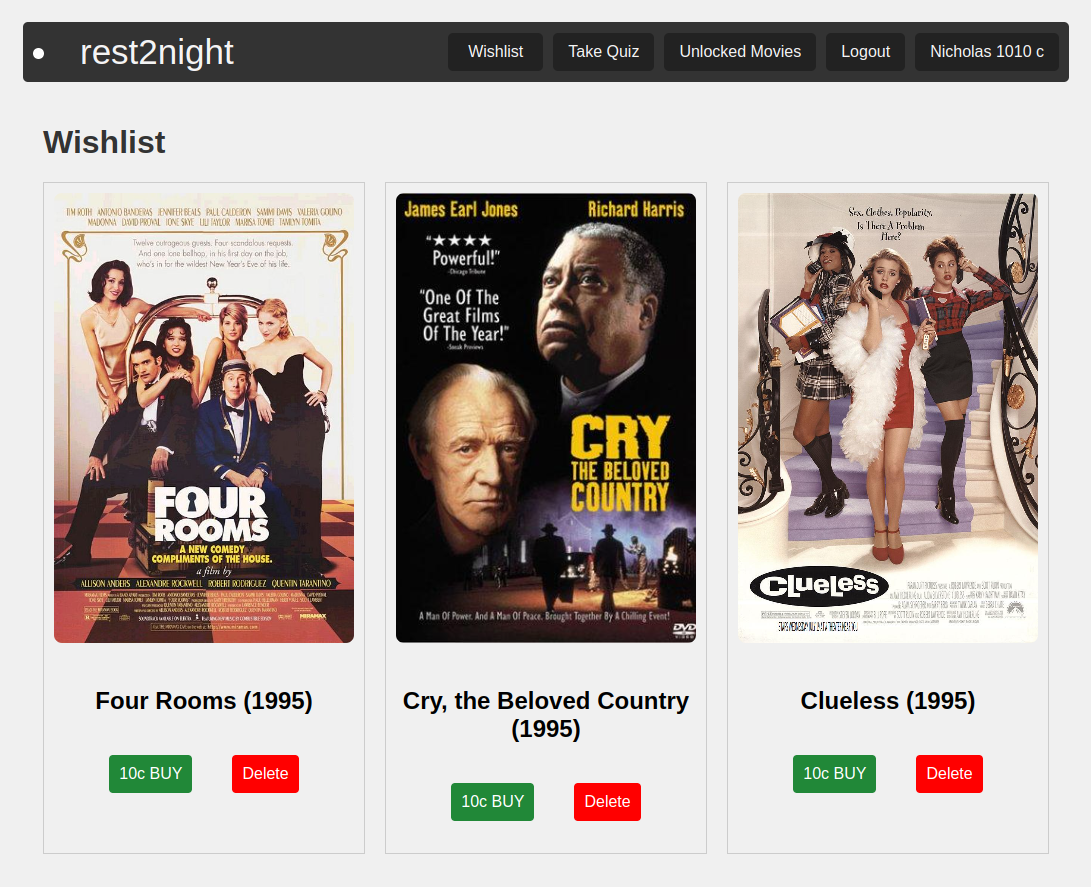 rest2night
Wishlist
Take Quiz
Unlocked Movies
Logout
Nicholas 1010 c
Wishlist
TIM ROTH ANTONIO BANDERAS JENNIFER BEALS PAUL CALDERON SAMMI DAVIS VALERIA GOLINO
MADONNA DAVID PROVAL IONE SKYE LILI TAYLOR MARISA TOMEI TAMLYN TOMITA
Twelve outrageous guests. Four scandalous requests.
And one lone bellhop, in his first day on the job,
who's in for the wildest New Year's Eve of his life.
FOUR
ROOMS
A NEW COMEDY
COMPLIMENTS OF THE HOUSE.
a film by
ALLISON ANDERS ALEXANDRE ROCKWELL ROBERT RODRIGUEZ QUENTIN TARANTINO
MIRAMAX
Four Rooms (1995)
10c BUY
Delete
James Earl Jones
Richard Harris
"★★★★
Powerful!"
-Chicago Tribune
"One Of The
Great Films
Of The Year!"
-Sneak Previews
CRY
THE BELOVED
COUNTRY
A Man Of Power. And A Man Of Peace. Brought Together By A Chilling Event!
DVD
VIDEO
Cry, the Beloved Country
(1995)
10c BUY
Delete
Sex. Clothes. Popularity.
Is There A Problem
Here?
CLUELESS
Clueless (1995)
10c BUY
Delete